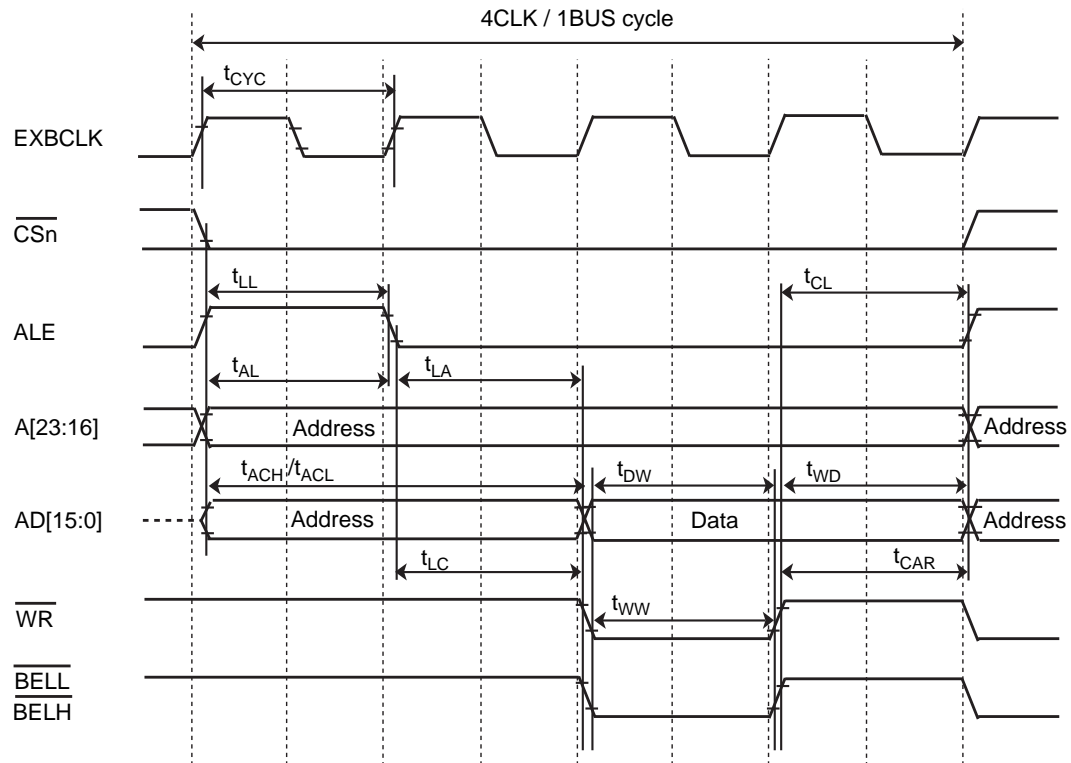 4CLK / 1BUS cycle
tCYC
EXBCLK
CSn
tLL
tCL
ALE
tAL
tLA
A[23:16]
Address
Address
tACH /tACL
tDW
tWD
AD[15:0]
Address
Data
Address
tLC
tCAR
WR
tWW
BELL
BELH